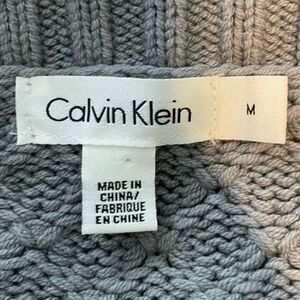 Calvin Klein
M
MADE IN
CHINA/
FABRIQUE
EN CHINE